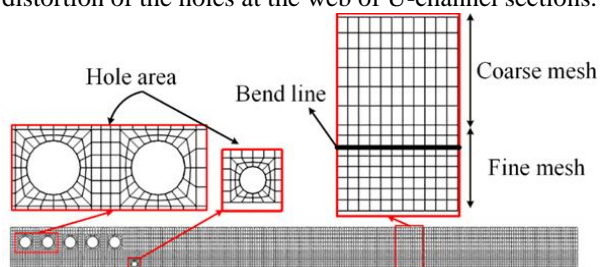 distortion of the holes at the web of U-channel sections.
Hole area
Bend line
Coarse mesh
Fine mesh